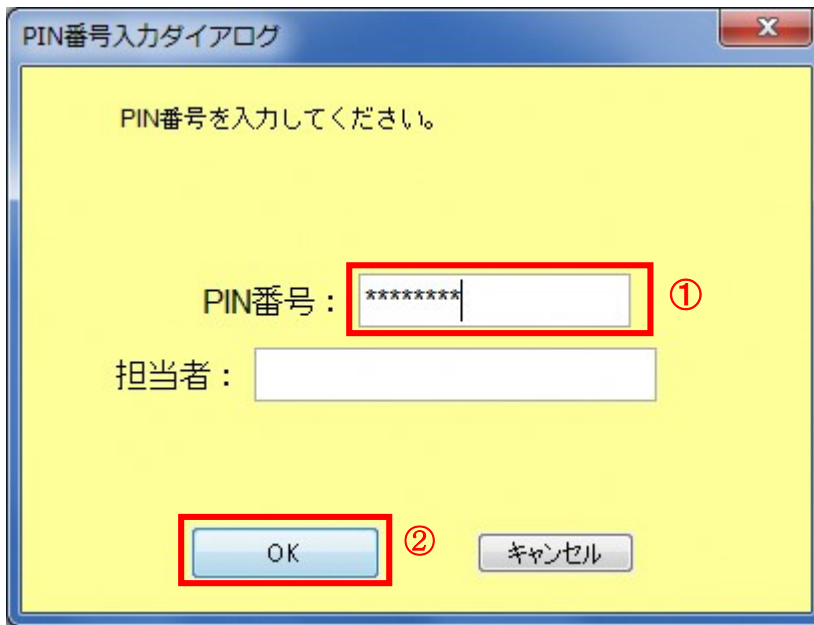 PIN番号入力ダイアログ
PIN番号を入力してください。
PIN番号： ******** ①
担当者：
OK ② キャンセル